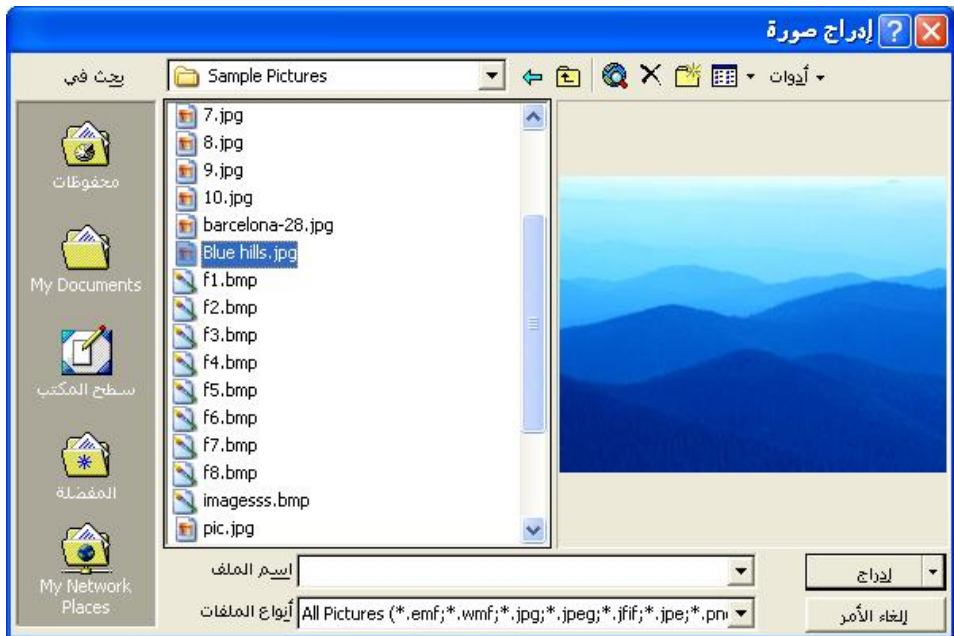 إدراج صورة
يحث في
Sample Pictures
أدوات
محفوظات
My Documents
سطح المكتب
المفضلة
My Network
Places
7.jpg
8.jpg
9.jpg
10.jpg
barcelona-28.jpg
Blue hills.jpg
f1.bmp
f2.bmp
f3.bmp
f4.bmp
f5.bmp
f6.bmp
f7.bmp
f8.bmp
imagesss.bmp
pic.jpg
اسم الملف
إدراج
أنواع الملفات
All Pictures (*.emf;*.wmf;*.jpg;*.jpeg;*.jfif;*.jpe;*.pn
إلغاء الأمر